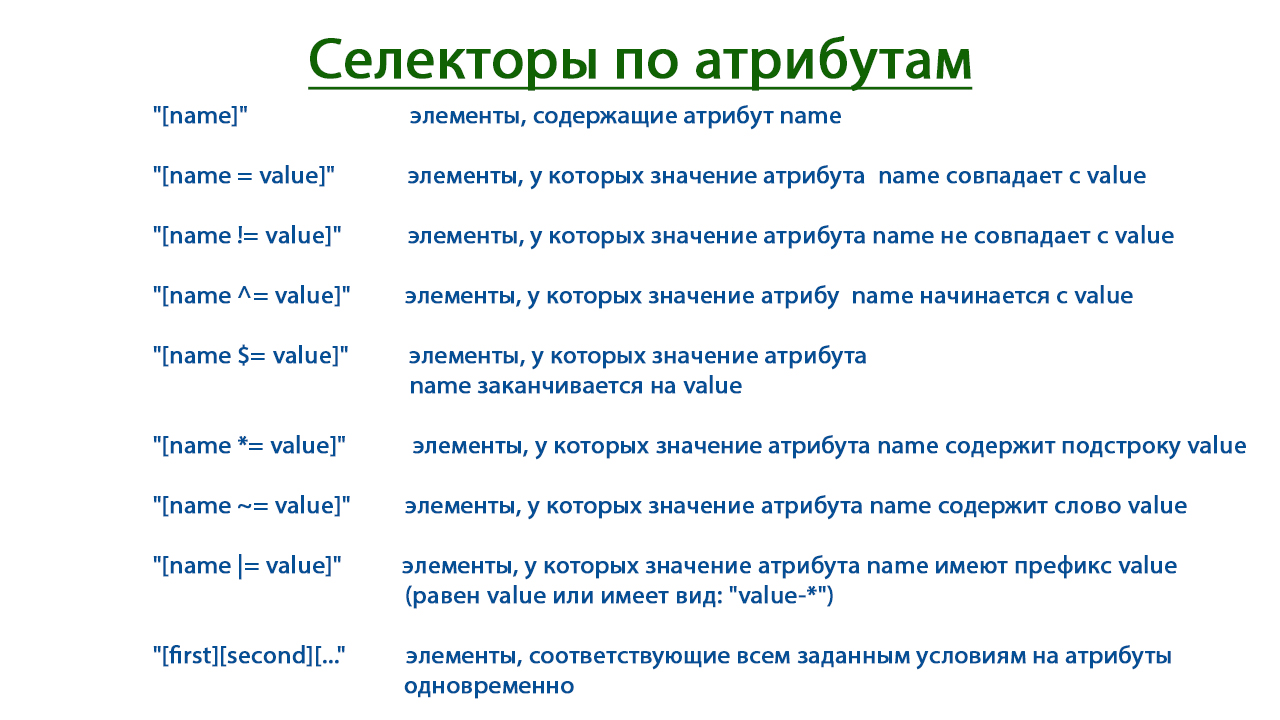 Селекторы по атрибутам
"[name]" элементы, содержащие атрибут name
"[name = value]" элементы, у которых значение атрибута name совпадает с value
"[name != value]" элементы, у которых значение атрибута name не совпадает с value
"[name ^= value]" элементы, у которых значение атрибу name начинается с value
"[name $= value]" элементы, у которых значение атрибута
name заканчивается на value
"[name *= value]" элементы, у которых значение атрибута name содержит подстроку value
"[name ~= value]" элементы, у которых значение атрибута name содержит слово value
"[name |= value]" элементы, у которых значение атрибута name имеют префикс value
(равен value или имеет вид: "value-*")
"[first][second][..." элементы, соответствующие всем заданным условиям на атрибуты
одновременно